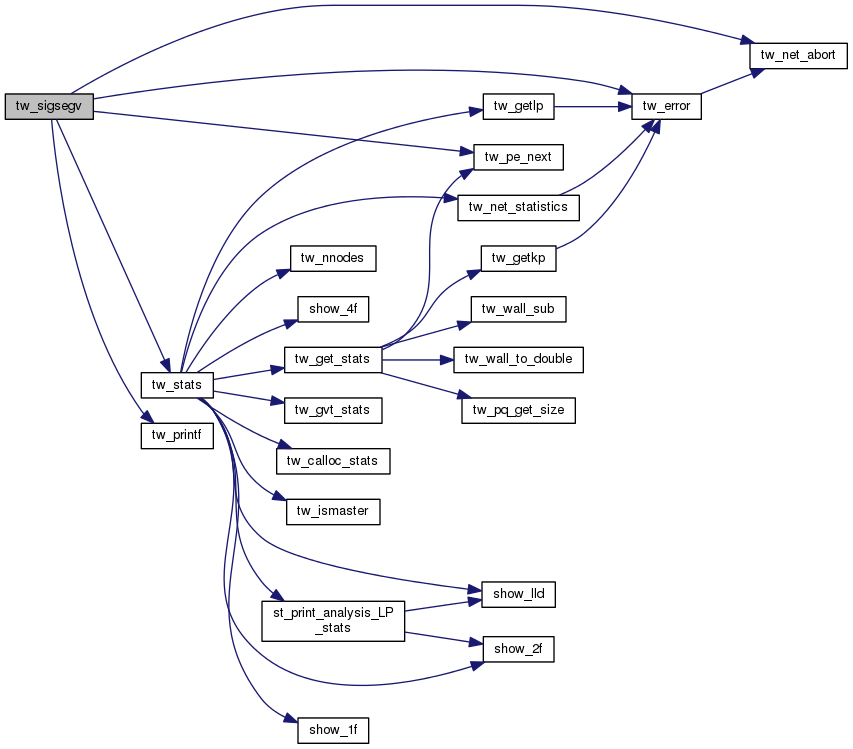 tw_net_abort
tw_sigsegv
tw_getlp
tw_error
tw_pe_next
tw_net_statistics
tw_nnodes
tw_getkp
show_4f
tw_wall_sub
tw_get_stats
tw_wall_to_double
tw_stats
tw_gvt_stats
tw_pq_get_size
tw_printf
tw_calloc_stats
tw_ismaster
show_lld
st_print_analysis_LP
_stats
show_2f
show_1f